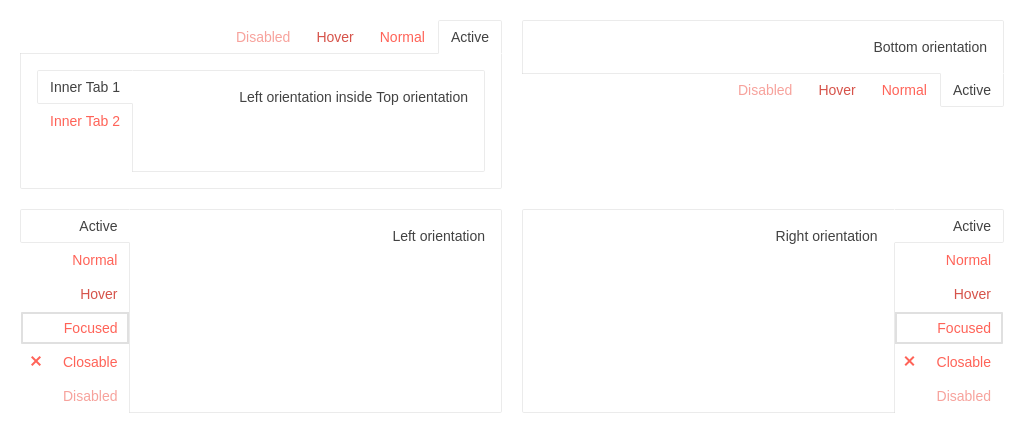 Disabled Hover Normal Active
Inner Tab 1
Left orientation inside Top orientation
Inner Tab 2
Bottom orientation
Disabled Hover Normal Active
Active
Left orientation
Normal
Hover
Focused
✕ Closable
Disabled
Right orientation
Active
Normal
Hover
Focused
✕ Closable
Disabled